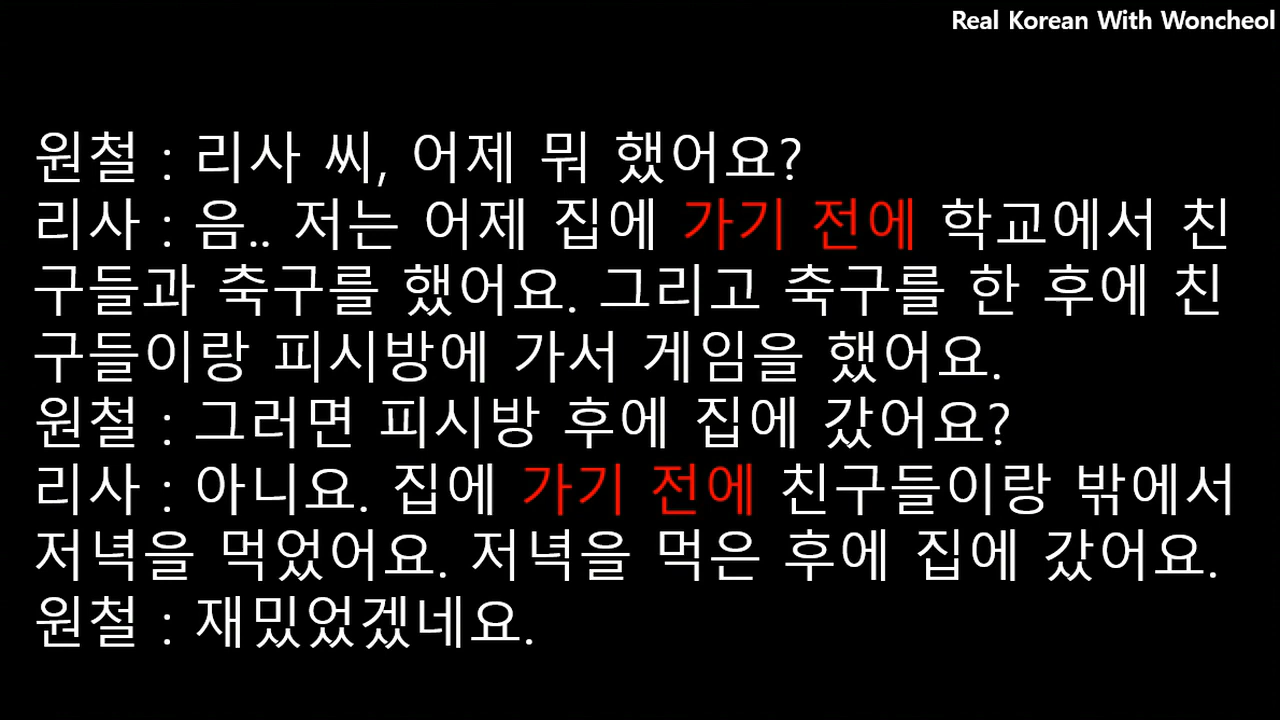 Real Korean With Woncheol
원철 : 리사 씨, 어제 뭐 했어요?
리사 : 음.. 저는 어제 집에 가기 전에 학교에서 친
구들과 축구를 했어요. 그리고 축구를 한 후에 친
구들이랑 피시방에 가서 게임을 했어요.
원철 : 그러면 피시방 후에 집에 갔어요?
리사 : 아니요. 집에 가기 전에 친구들이랑 밖에서
저녁을 먹었어요. 저녁을 먹은 후에 집에 갔어요.
원철 : 재밌었겠네요.